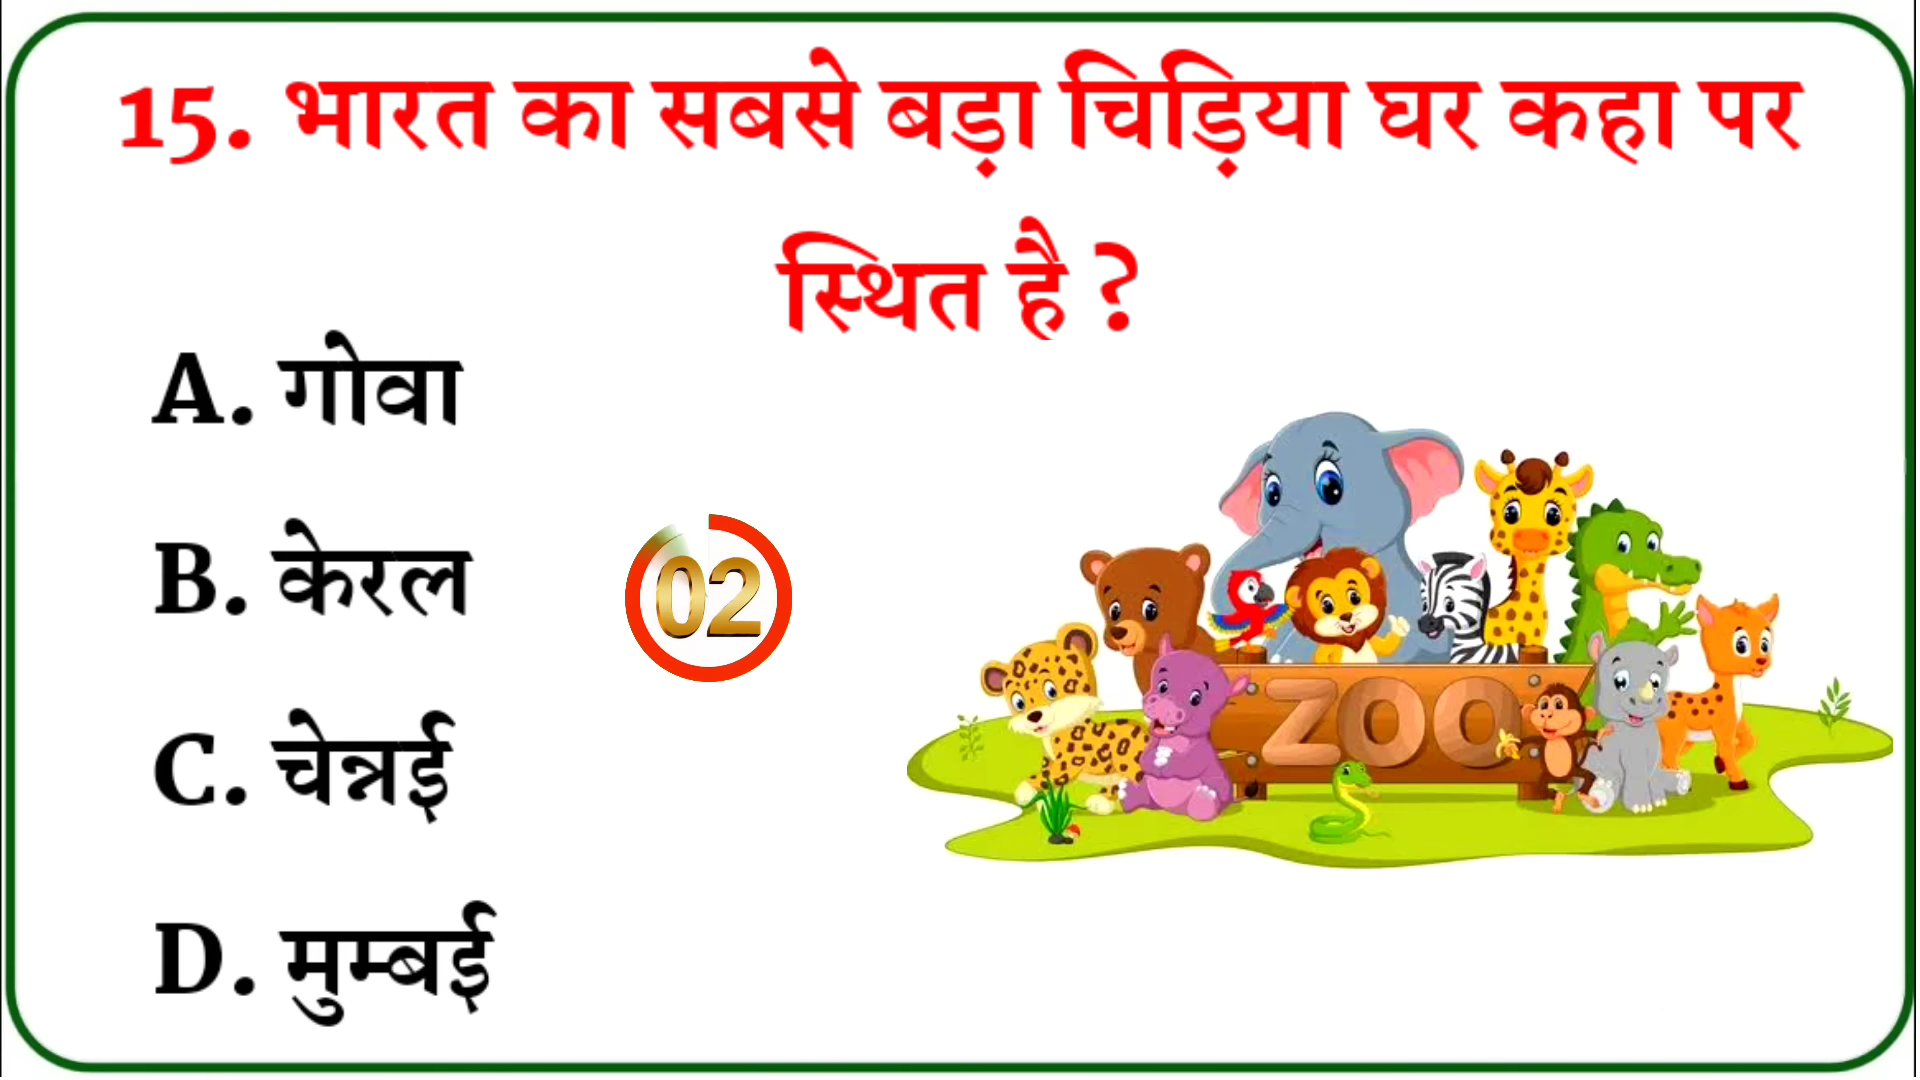 15. भारत का सबसे बड़ा चिड़िया घर कहा पर
स्थित है ?
A. गोवा
B. केरल
02
C. चेन्नई
D. मुम्बई
ZOO